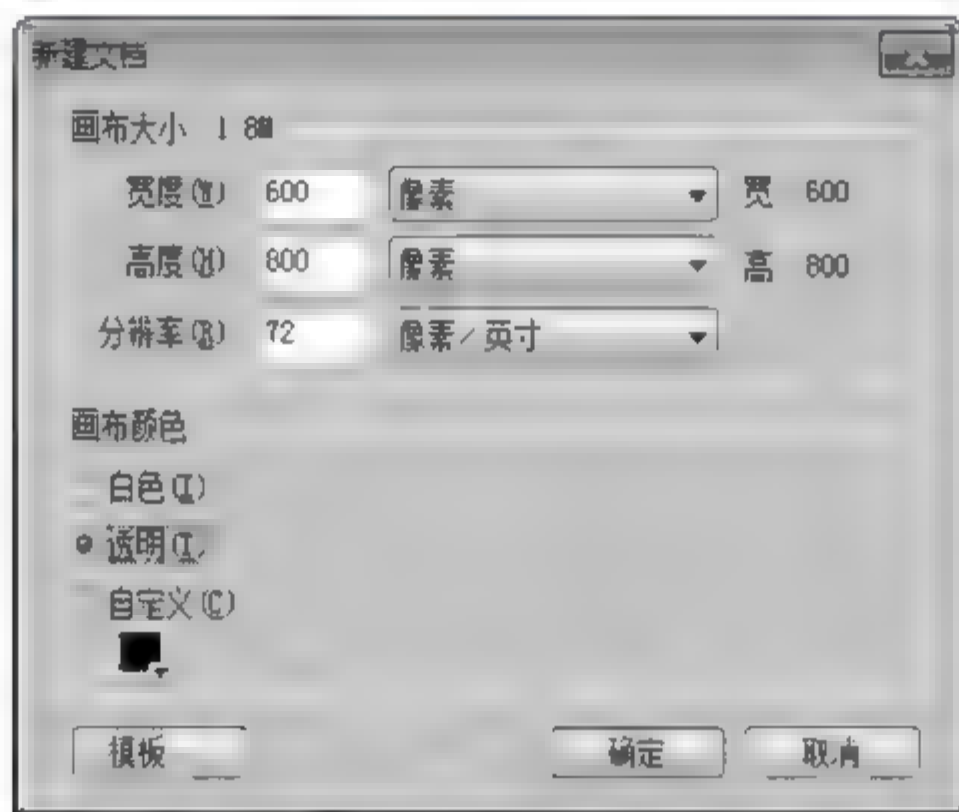 新建文档
画布大小 1.8M
宽度(W) 600 像素 宽 600
高度(H) 800 像素 高 800
分辨率(R) 72 像素/英寸
画布颜色
白色(I)
透明(T)
自定义(C)
模板
确定 取消